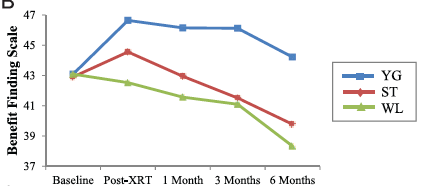 B
47
45
43
41
39
37
Benefit Finding Scale
Baseline Post-XRT 1 Month 3 Months 6 Months
YG
ST
WL